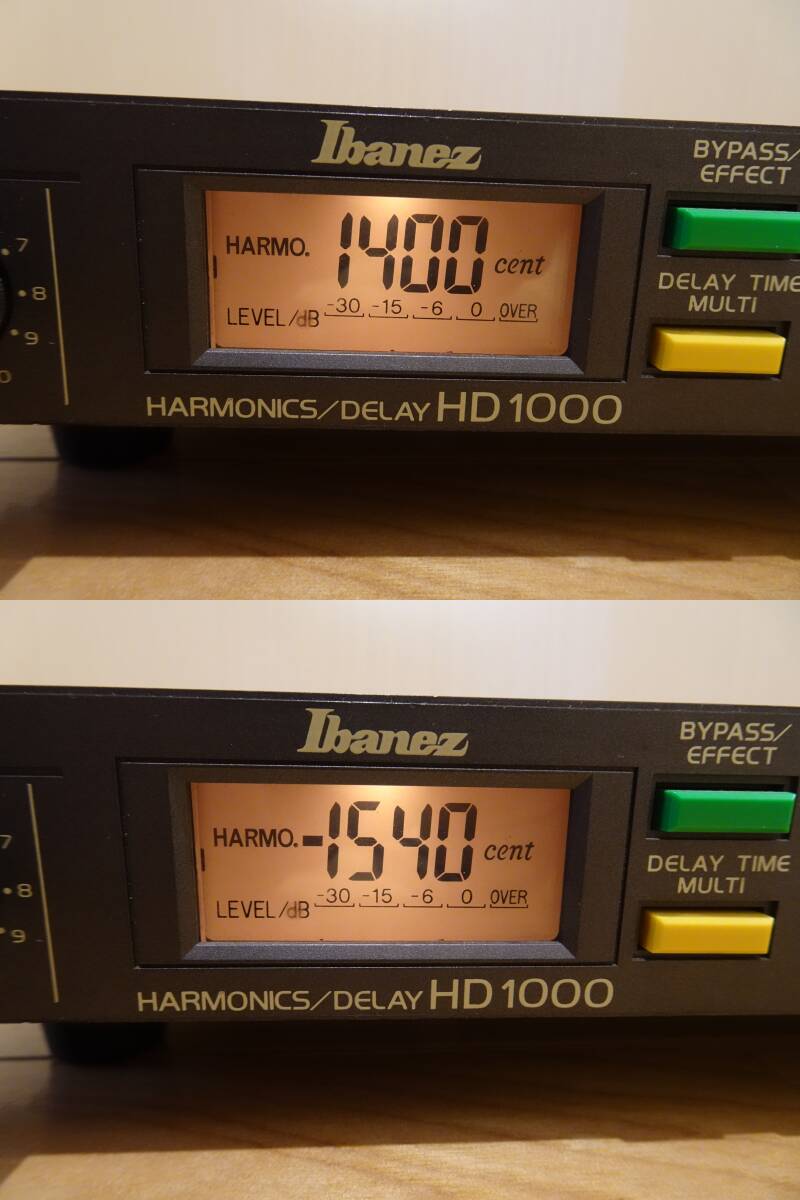 Ibanez
BYPASS/
EFFECT
.7
.8
.9
0
HARMO. 1400 cent
LEVEL/dB -30 -15 -6 0 OVER
DELAY TIME
MULTI
HARMONICS/DELAY HD1000
Ibanez
BYPASS/
EFFECT
7
.8
.9
HARMO. -1540 cent
LEVEL/dB -30 -15 -6 0 OVER
DELAY TIME
MULTI
HARMONICS/DELAY HD1000